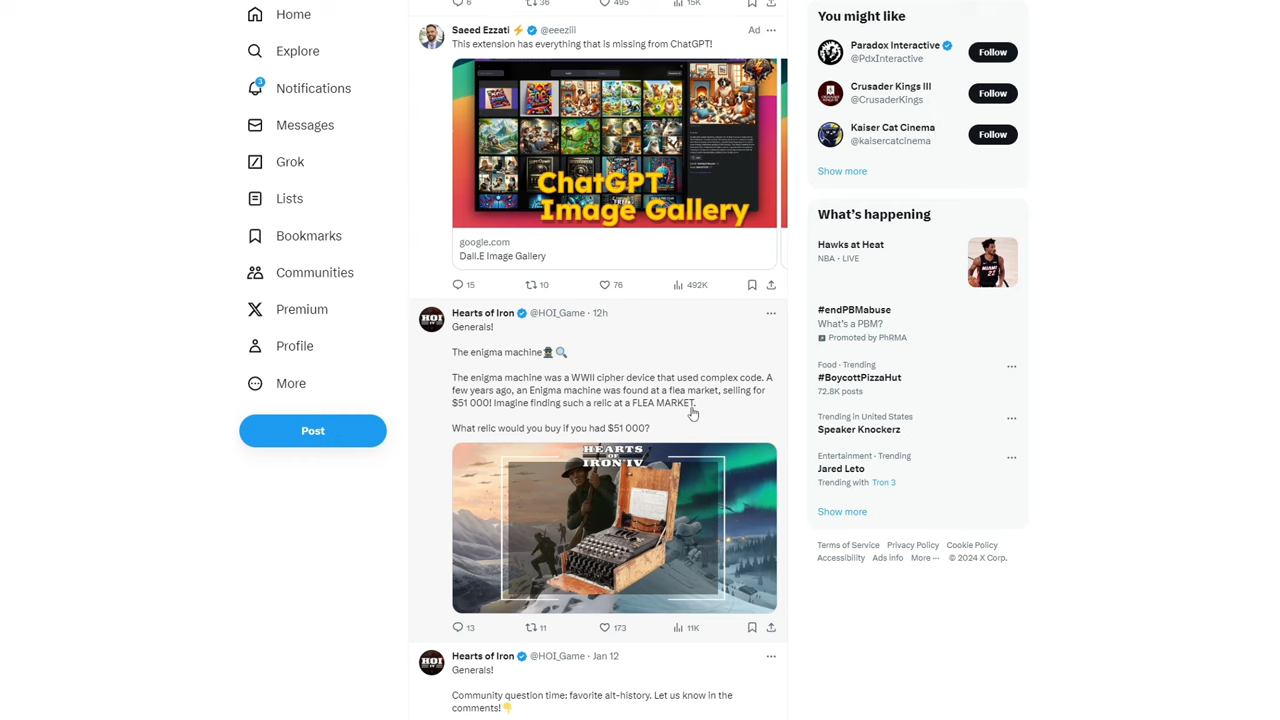 Home
Explore
3
Notifications
Messages
Grok
Lists
Bookmarks
Communities
Premium
Profile
More
Post
6
36
495
15K
Saeed Ezzati ⚡ @eeeziii
Ad
This extension has everything that is missing from ChatGPT!
ChatGPT
Image Gallery
google.com
Dall.E Image Gallery
15
10
76
492K
Hearts of Iron @HOI_Game · 12h
Generals!
The enigma machine🕵️🔍
The enigma machine was a WWII cipher device that used complex code. A
few years ago, an Enigma machine was found at a flea market, selling for
$51 000! Imagine finding such a relic at a FLEA MARKET.
What relic would you buy if you had $51 000?
HEARTS
OF
IRON IV
13
11
173
11K
Hearts of Iron @HOI_Game · Jan 12
Generals!
Community question time: favorite alt-history. Let us know in the
comments!👇
You might like
Paradox Interactive
@PdxInteractive
Follow
Crusader Kings III
@CrusaderKings
Follow
Kaiser Cat Cinema
@kaisercatcinema
Follow
Show more
What's happening
Hawks at Heat
NBA · LIVE
#endPBMabuse
What's a PBM?
Promoted by PhRMA
Food · Trending
#BoycottPizzaHut
72.8K posts
Trending in United States
Speaker Knockerz
Entertainment · Trending
Jared Leto
Trending with Tron 3
Show more
Terms of Service Privacy Policy Cookie Policy
Accessibility Ads info More ··· © 2024 X Corp.